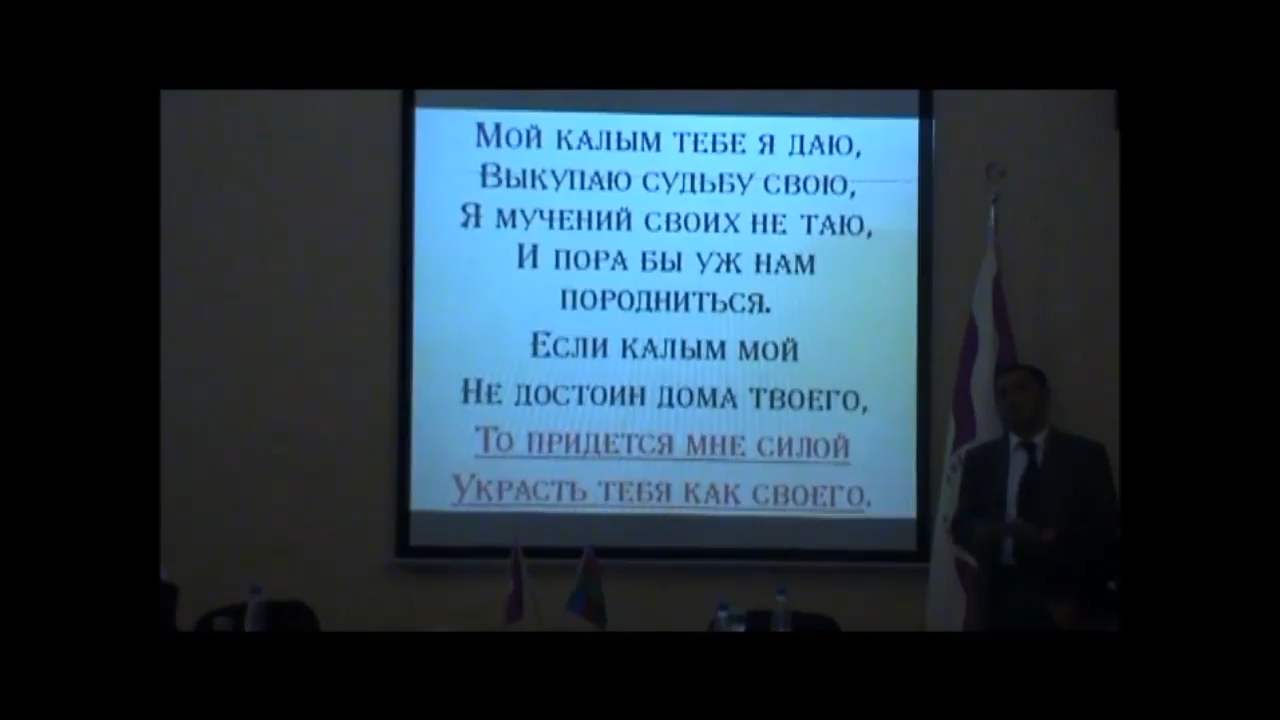 Мой калым тебе я даю,
Выкупаю судьбу свою,
Я мучений своих не таю,
И пора бы уж нам
породниться.
Если калым мой
Не достоин дома твоего,
То придется мне силой
Украсть тебя как своего.